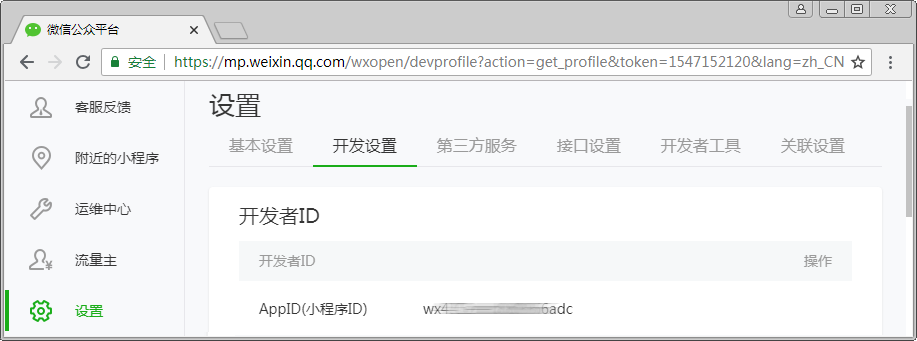 微信公众平台
安全 https://mp.weixin.qq.com/wxopen/devprofile?action=get_profile&token=1547152120&lang=zh_CN
客服反馈
附近的小程序
运维中心
流量主
设置
设置
基本设置 开发设置 第三方服务 接口设置 开发者工具 关联设置
开发者ID
开发者ID 操作
AppID(小程序ID)